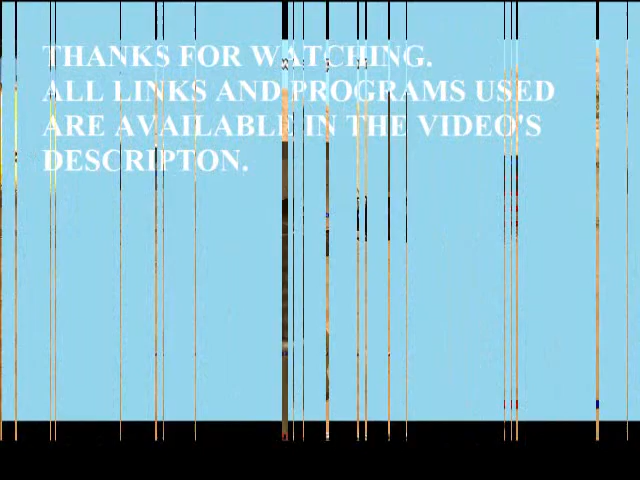 THANKS FOR WATCHING.
ALL LINKS AND PROGRAMS USED
ARE AVAILABLE IN THE VIDEO'S
DESCRIPTON.